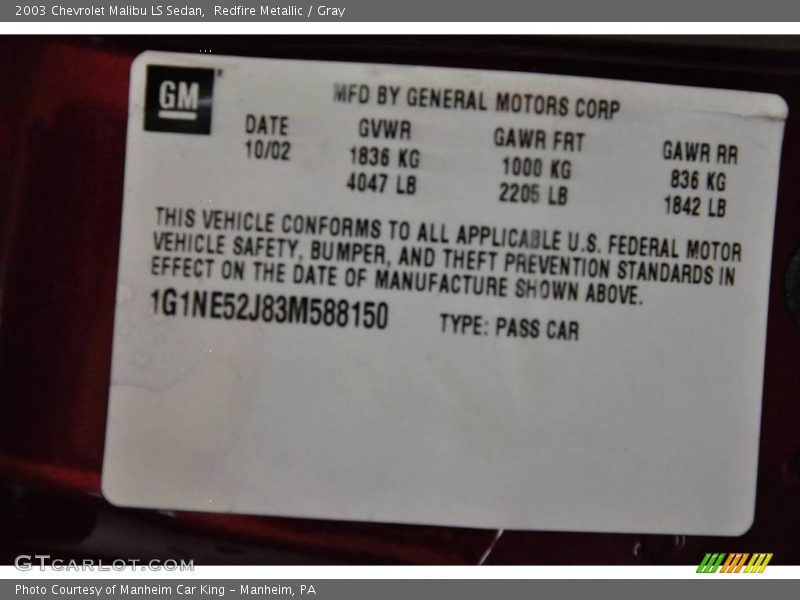 2003 Chevrolet Malibu LS Sedan,  Redfire Metallic / Gray
GM
MFD BY GENERAL MOTORS CORP
DATE GVWR GAWR FRT GAWR RR
10/02 1836 KG 1000 KG 836 KG
4047 LB 2205 LB 1842 LB
THIS VEHICLE CONFORMS TO ALL APPLICABLE U.S. FEDERAL MOTOR
VEHICLE SAFETY, BUMPER, AND THEFT PREVENTION STANDARDS IN
EFFECT ON THE DATE OF MANUFACTURE SHOWN ABOVE.
1G1NE52J83M588150 TYPE: PASS CAR
GTCARLOT.COM
Photo Courtesy of Manheim Car King - Manheim, PA